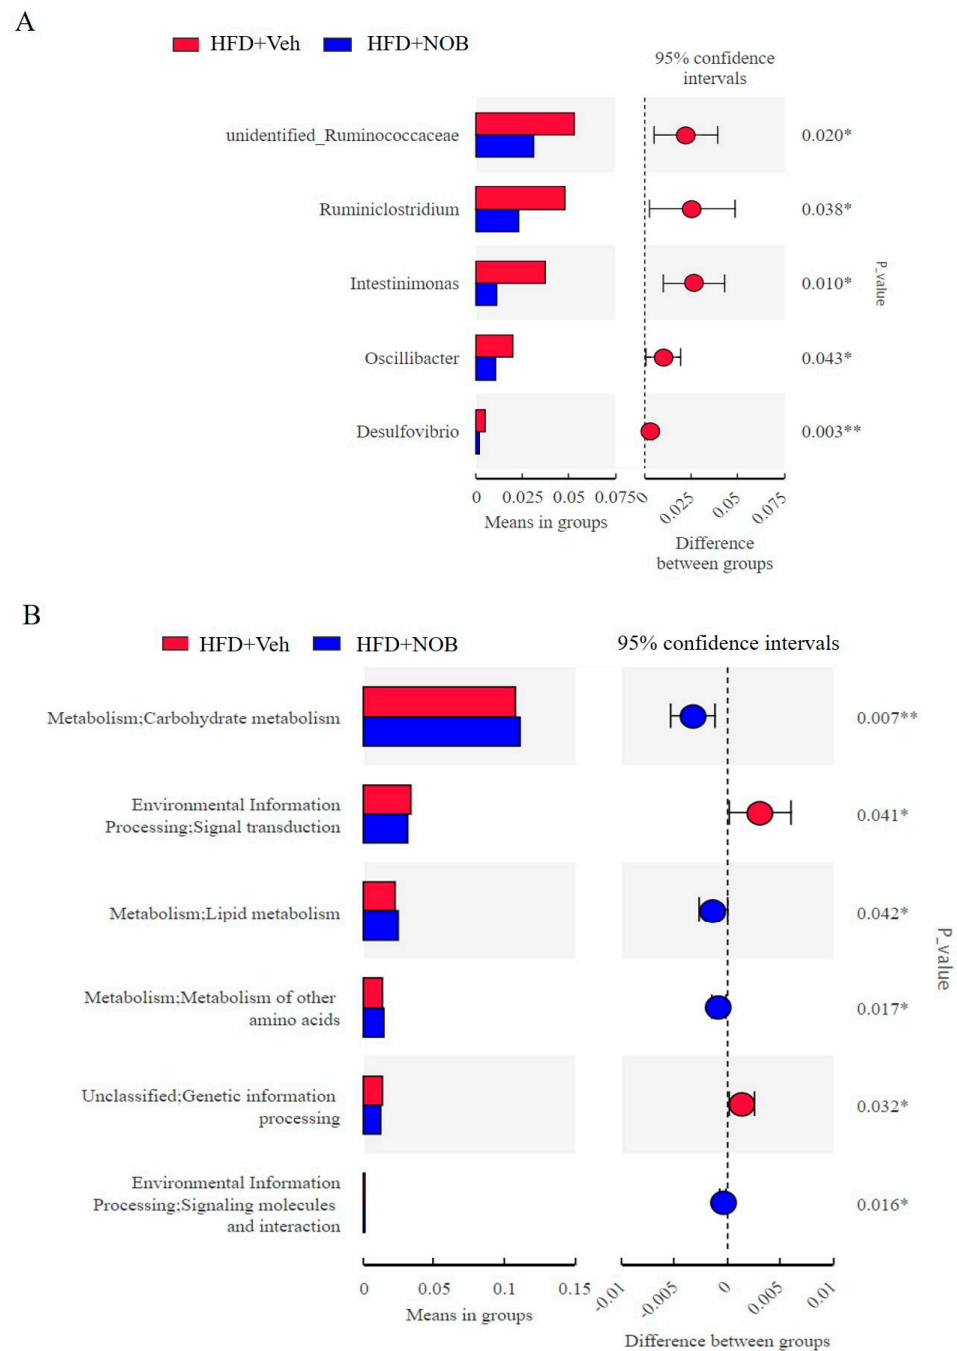 A
HFD+Veh HFD+NOB
95% confidence
intervals
unidentified_Ruminococcaceae 0.020*
Ruminiclostridium 0.038*
Intestinimonas 0.010*
P_value
Oscillibacter 0.043*
Desulfovibrio 0.003**
0 0.025 0.05 0.075 0 0.025 0.05 0.075
Means in groups
Difference
between groups
B
HFD+Veh HFD+NOB 95% confidence intervals
Metabolism;Carbohydrate metabolism 0.007**
Environmental Information
Processing;Signal transduction 0.041*
Metabolism;Lipid metabolism 0.042*
P_value
Metabolism;Metabolism of other
amino acids 0.017*
Unclassified;Genetic information
processing 0.032*
Environmental Information
Processing;Signaling molecules
and interaction 0.016*
0 0.05 0.1 0.15 -0.01 -0.005 0 0.005 0.01
Means in groups
Difference between groups